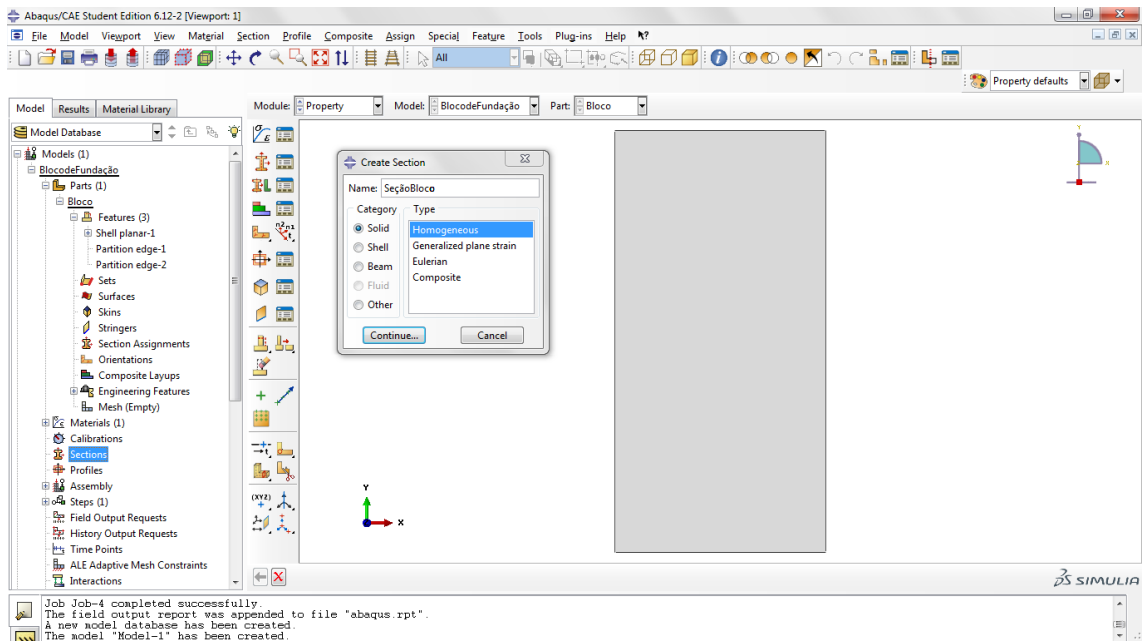 Abaqus/CAE Student Edition 6.12-2 [Viewport: 1]
File Model Viewport View Material Section Profile Composite Assign Special Feature Tools Plug-ins Help
All
Property defaults
Model Results Material Library
Module: Property Model: BlocodeFundação Part: Bloco
Model Database
Models (1)
BlocodeFundação
Parts (1)
Bloco
Features (3)
Shell planar-1
Partition edge-1
Partition edge-2
Sets
Surfaces
Skins
Stringers
Section Assignments
Orientations
Composite Layups
Engineering Features
Mesh (Empty)
Materials (1)
Calibrations
Sections
Profiles
Assembly
Steps (1)
Field Output Requests
History Output Requests
Time Points
ALE Adaptive Mesh Constraints
Interactions
(XYZ)
Create Section
Name: SeçãoBloco
Category Type
Solid
Shell
Beam
Fluid
Other
Homogeneous
Generalized plane strain
Eulerian
Composite
Continue...
Cancel
Y
X
Y
X
SIMULIA
Job Job-4 completed successfully.
The field output report was appended to file "abaqus.rpt".
A new model database has been created.
The model "Model-1" has been created.